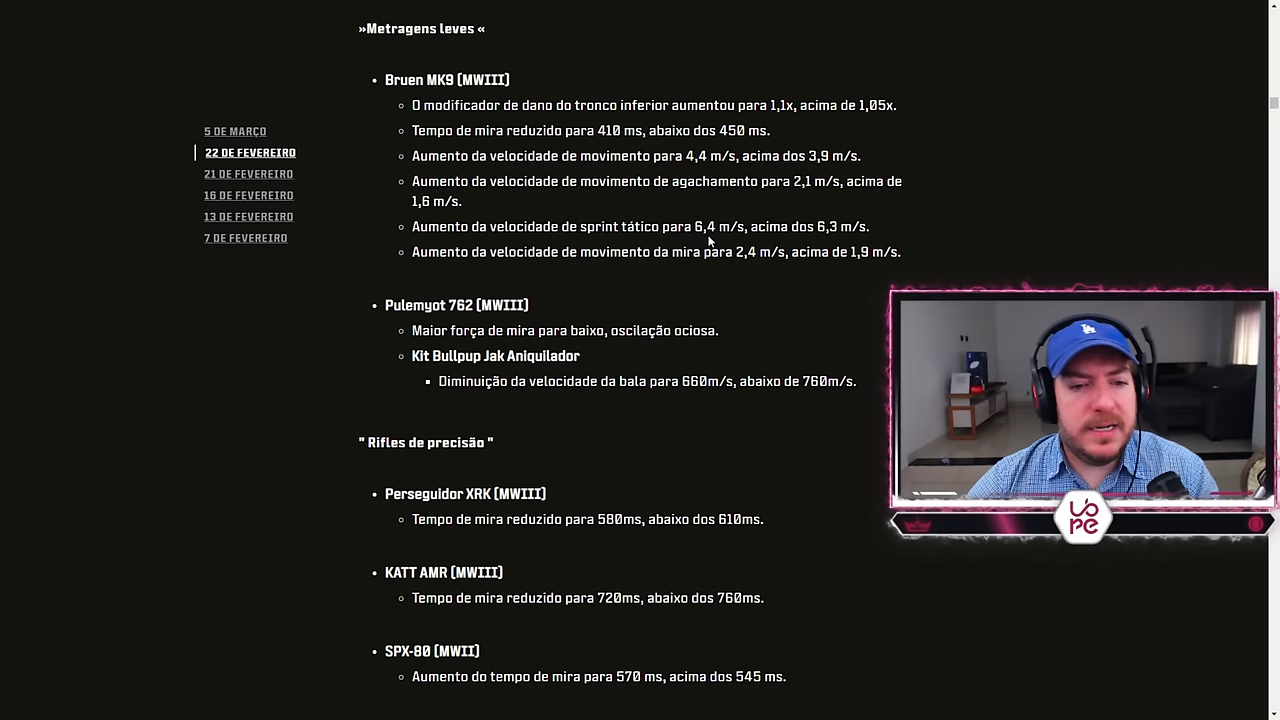 »Metragens leves «
Bruen MK9 (MWIII)
O modificador de dano do tronco inferior aumentou para 1,1x, acima de 1,05x.
Tempo de mira reduzido para 410 ms, abaixo dos 450 ms.
Aumento da velocidade de movimento para 4,4 m/s, acima dos 3,9 m/s.
Aumento da velocidade de movimento de agachamento para 2,1 m/s, acima de
1,6 m/s.
Aumento da velocidade de sprint tático para 6,4 m/s, acima dos 6,3 m/s.
Aumento da velocidade de movimento da mira para 2,4 m/s, acima de 1,9 m/s.
5 DE MARÇO
22 DE FEVEREIRO
21 DE FEVEREIRO
16 DE FEVEREIRO
13 DE FEVEREIRO
7 DE FEVEREIRO
Pulemyot 762 (MWIII)
Maior força de mira para baixo, oscilação ociosa.
Kit Bullpup Jak Aniquilador
Diminuição da velocidade da bala para 660m/s, abaixo de 760m/s.
" Rifles de precisão "
Perseguidor XRK (MWIII)
Tempo de mira reduzido para 580ms, abaixo dos 610ms.
KATT AMR (MWIII)
Tempo de mira reduzido para 720ms, abaixo dos 760ms.
SPX-80 (MWII)
Aumento do tempo de mira para 570 ms, acima dos 545 ms.
LA